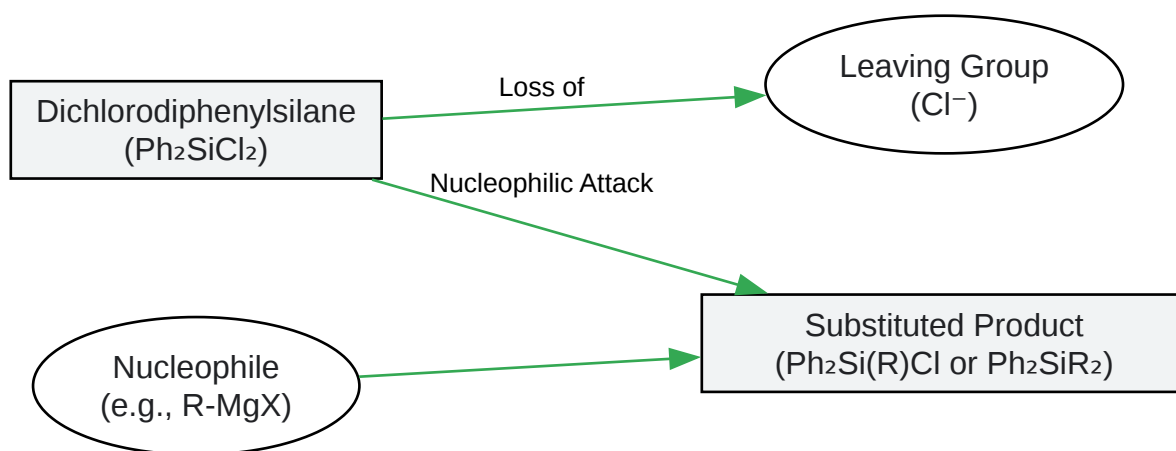 Dichlorodiphenylsilane
(Ph₂SiCl₂)
Loss of
Leaving Group
(Cl⁻)
Nucleophilic Attack
Nucleophile
(e.g., R-MgX)
Substituted Product
(Ph₂Si(R)Cl or Ph₂SiR₂)